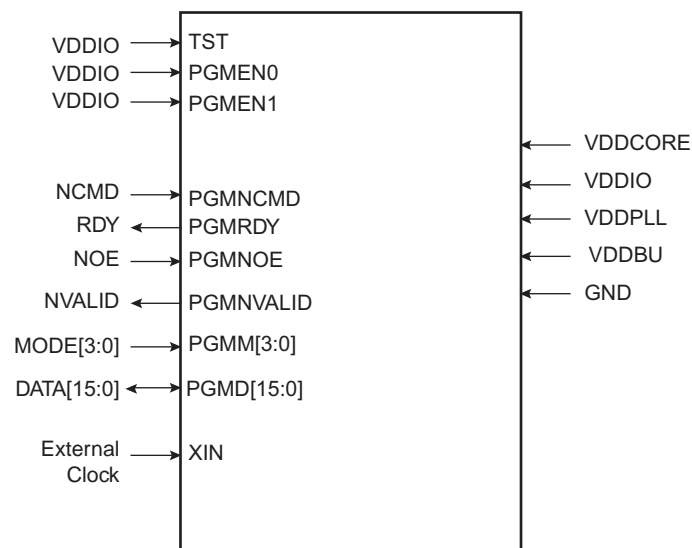 VDDIO TST
VDDIO PGMEN0
VDDIO PGMEN1
VDDCORE
VDDIO
NCMD PGMNCMD
VDDPLL
RDY PGMRDY
VDDBU
NOE PGMNOE
GND
NVALID PGMNVALID
MODE[3:0] PGMM[3:0]
DATA[15:0] PGMD[15:0]
External XIN
Clock